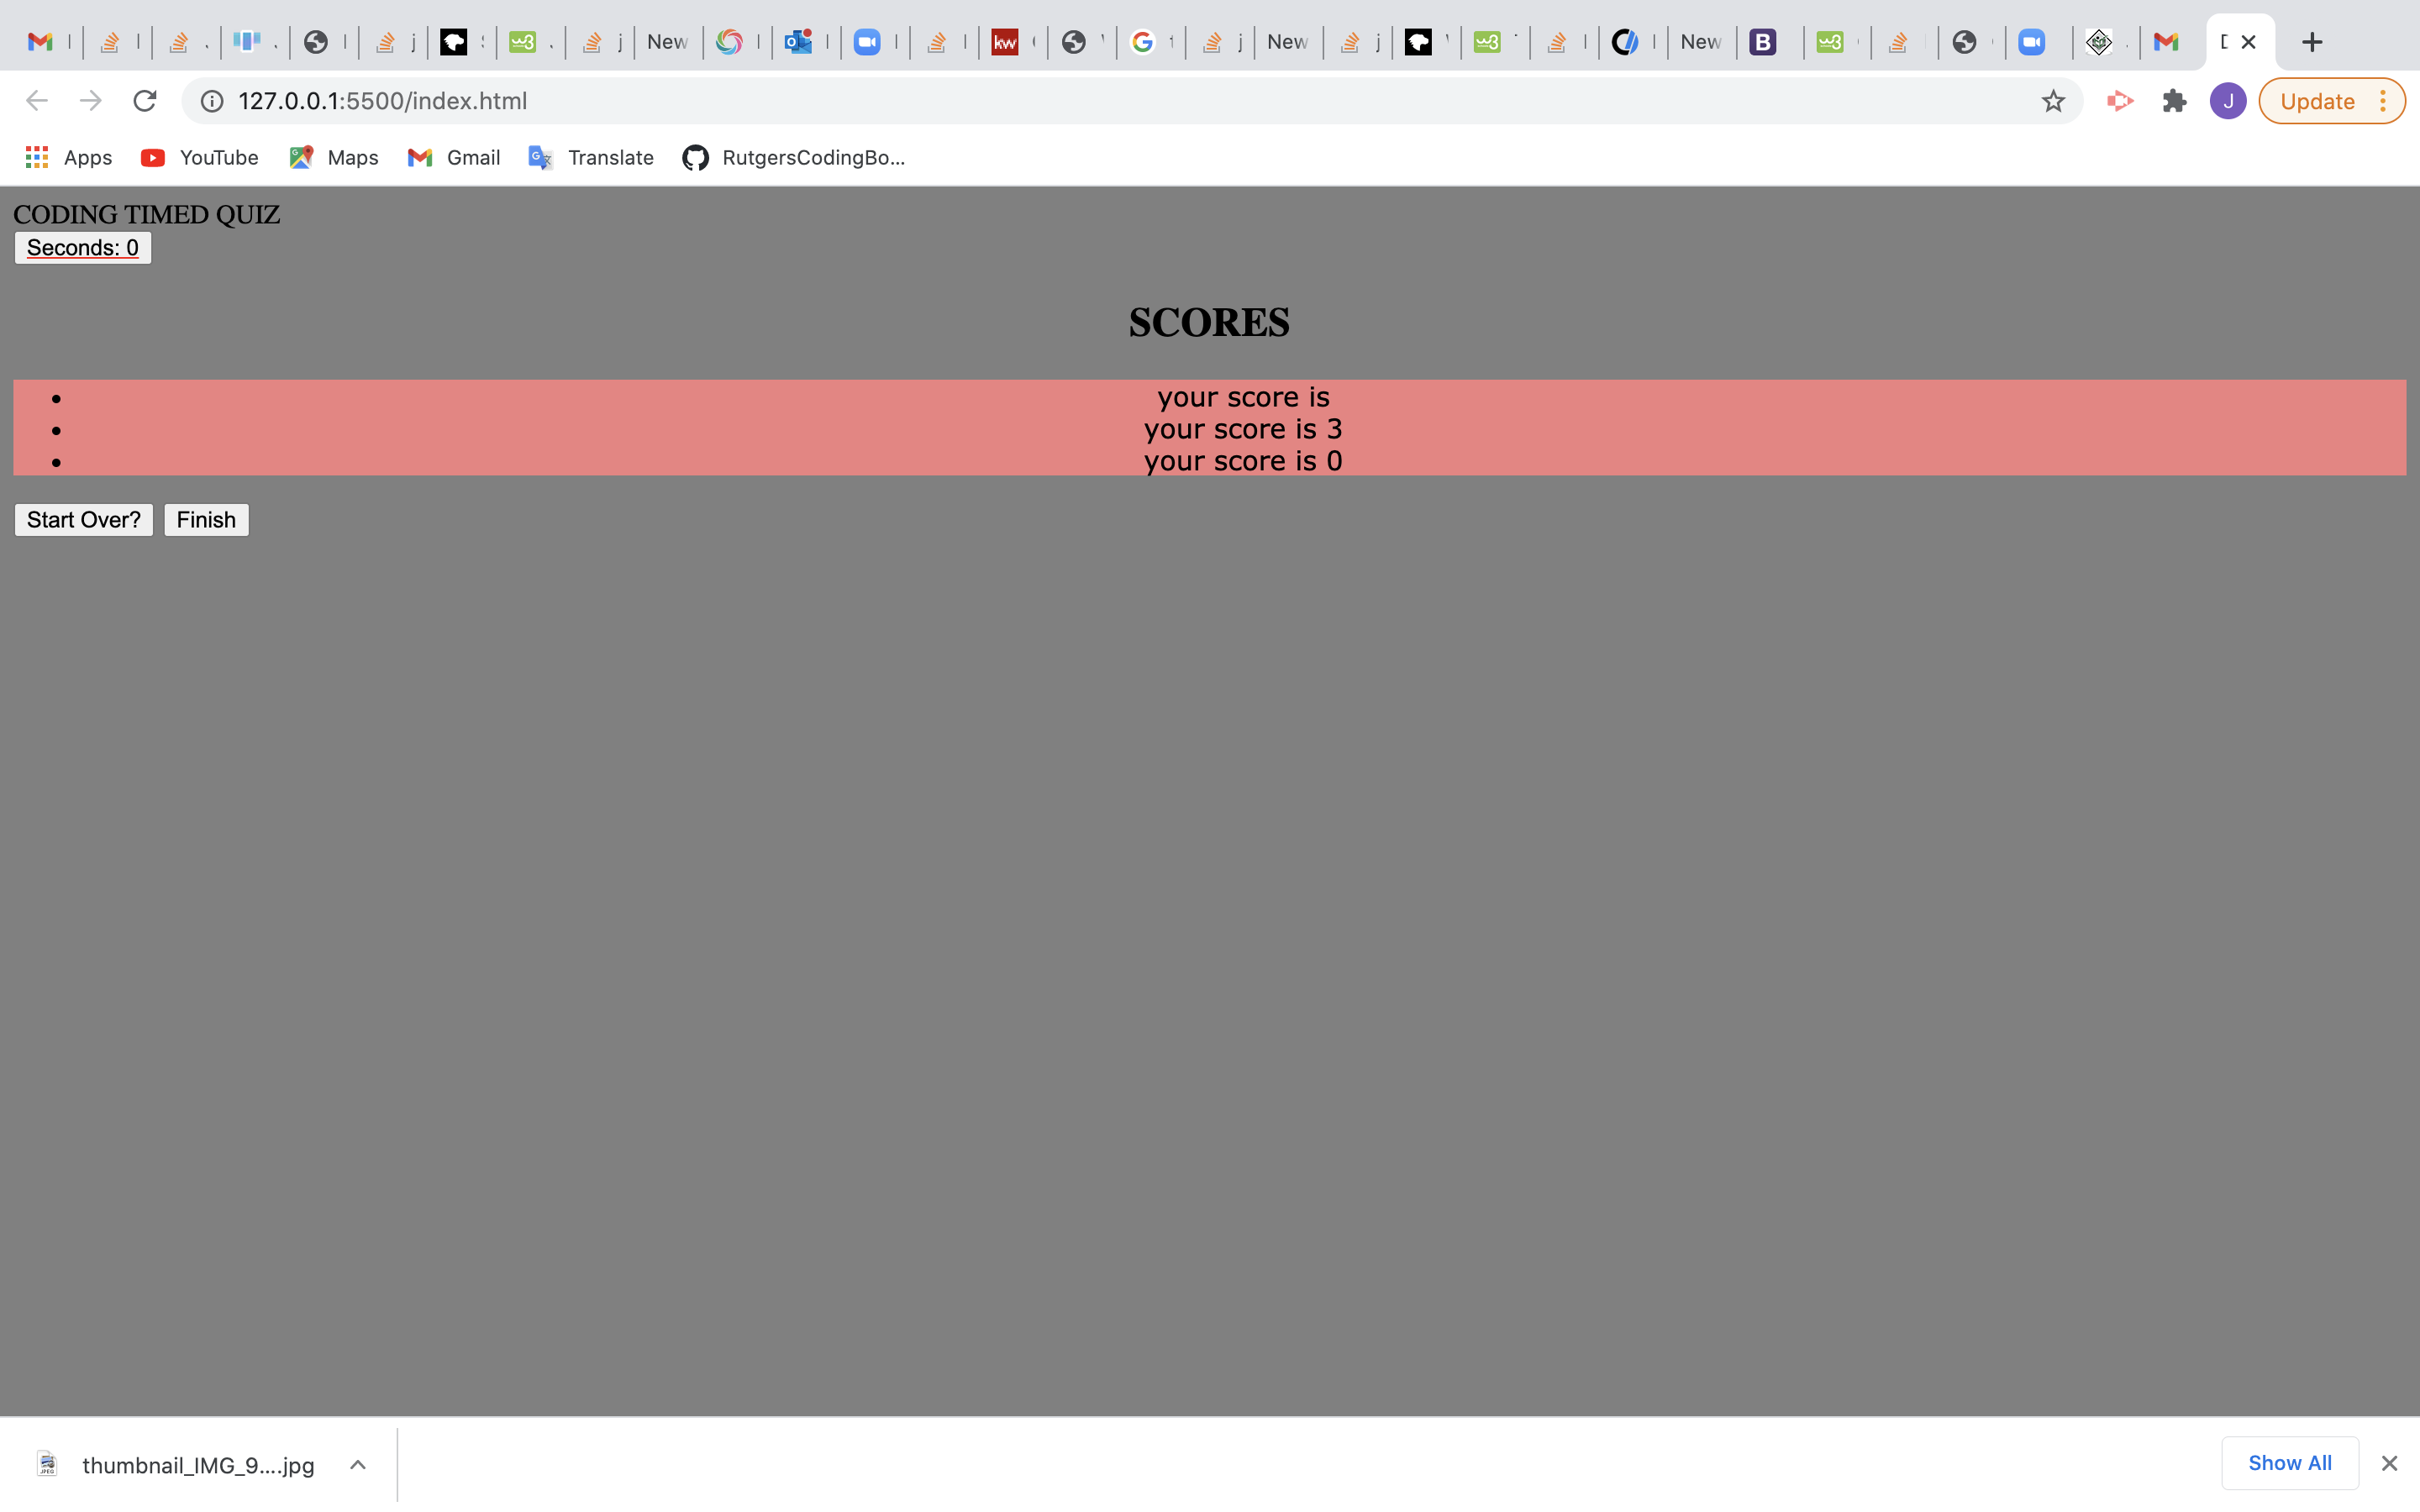 New New New
127.0.0.1:5500/index.html J Update
Apps YouTube Maps Gmail Translate RutgersCodingBo...
CODING TIMED QUIZ
Seconds: 0
SCORES
your score is
your score is 3
your score is 0
Start Over? Finish
thumbnail_IMG_9....jpg Show All